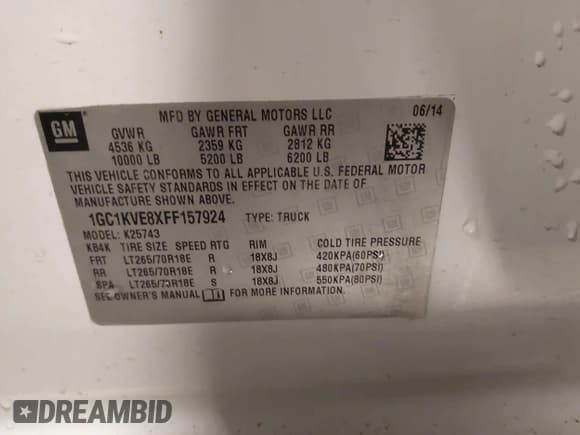 GM
MFD BY GENERAL MOTORS LLC 06/14
GVWR GAWR FRT GAWR RR
4536 KG 2359 KG 2812 KG
10000 LB 5200 LB 6200 LB
THIS VEHICLE CONFORMS TO ALL APPLICABLE U.S. FEDERAL MOTOR
VEHICLE SAFETY STANDARDS IN EFFECT ON THE DATE OF
MANUFACTURE SHOWN ABOVE.
1GC1KVE8XFF157924 TYPE: TRUCK
MODEL: K25743
KB4K TIRE SIZE SPEED RTG RIM COLD TIRE PRESSURE
FRT LT265/70R18E R 18X8J 420KPA(60PSI)
RR LT265/70R18E R 18X8J 480KPA(70PSI)
SPA LT265/70R18E S 18X8J 550KPA(80PSI)
SEE OWNER'S MANUAL FOR MORE INFORMATION
DREAMBID